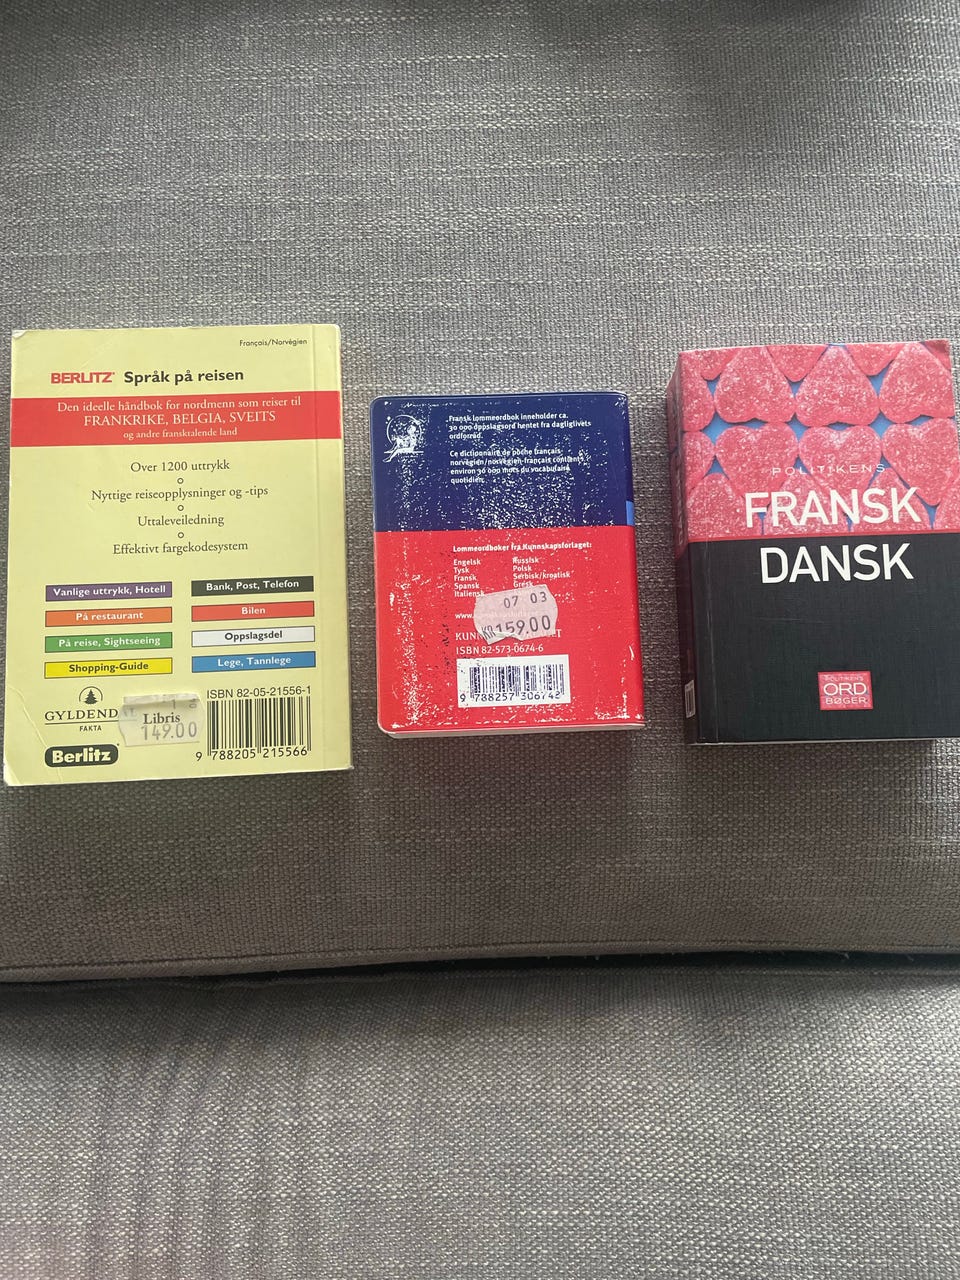 Français/Norvégien
BERLITZ® Språk på reisen
Den ideelle håndbok for nordmenn som reiser til
FRANKRIKE, BELGIA, SVEITS
og andre fransktalende land
Over 1200 uttrykk
Nyttige reiseopplysninger og -tips
Uttaleveiledning
Effektivt fargekodesystem
Vanlige uttrykk, Hotell
Bank, Post, Telefon
På restaurant
Bilen
På reise, Sightseeing
Oppslagsdel
Shopping-Guide
Lege, Tannlege
GYLDEND
FAKTA
Berlitz
Libris
149.00
ISBN 82-05-21556-1
9 788205 215566
Fransk lommeordbok inneholder ca.
30 000 oppslagsord hentet fra dagliglivets
ordforråd.
Ce dictionnaire de poche français-
norvégien/norvégien-français contient
environ 30 000 mots du vocabulaire
quotidien.
Lommeordbøker fra Kunnskapsforlaget:
Engelsk
Tysk
Fransk
Spansk
Italiensk
Russisk
Polsk
Serbisk/kroatisk
Gresk
07 03
159.00
ISBN 82-573-0674-6
9 788257 306742
POLITIKENS
FRANSK
DANSK
POLITIKENS
ORD
BØGER